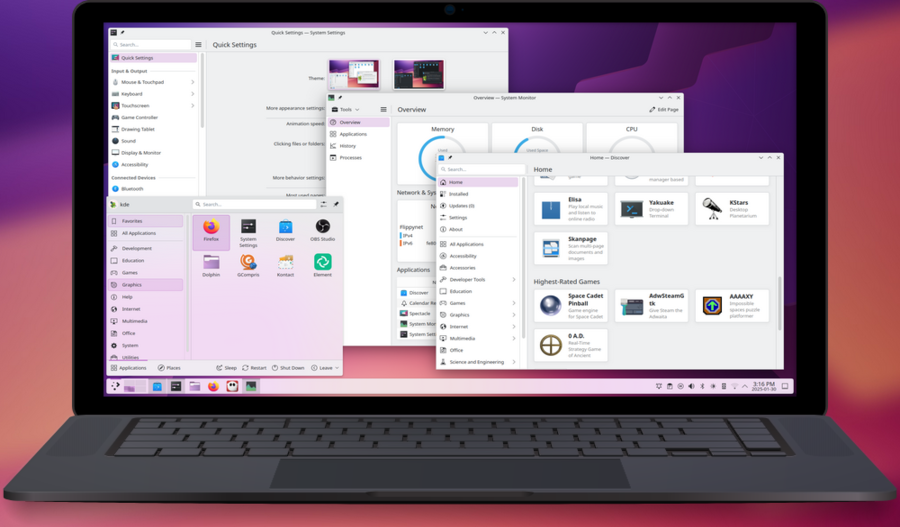 Quick Settings — System Settings
Search...
Quick Settings
Quick Settings
Input & Output
Mouse & Touchpad
Keyboard
Touchscreen
Game Controller
Drawing Tablet
Sound
Display & Monitor
Accessibility
Connected Devices
Bluetooth
Theme:
More appearance settings:
Animation speed:
Clicking files or folders:
More behavior settings:
Most used pages:
Overview — System Monitor
Tools
Overview
Edit Page
Overview
Applications
History
Processes
Memory
Disk
CPU
Used
Used Space
Network & Sys
Flippynet
IPv4
IPv6
Applications
Discover
Calendar Re
Spectacle
System Mon
System Sett
Home — Discover
Search...
Home
Home
Installed
Updates (0)
Settings
About
All Applications
Accessibility
Accessories
Developer Tools
Education
Games
Graphics
Internet
Multimedia
Office
Science and Engineering
game
manager-based
Elisa
Play local music and listen to online radio
Yakuake
Drop-down Terminal
KStars
Desktop Planetarium
Skanpage
Scan multi-page documents and images
Highest-Rated Games
Space Cadet Pinball
Game engine for Space Cadet
AdwSteamG
tk
Give Steam the Adwaita
AAAAXY
Impossible spaces puzzle platformer
0 A.D.
Real-Time Strategy Game of Ancient
kde
Search...
Favorites
All Applications
Development
Education
Games
Graphics
Help
Internet
Multimedia
Office
System
Utilities
Firefox
System Settings
Discover
OBS Studio
Dolphin
GCompris
Kontact
Element
Applications
Places
Sleep
Restart
Shut Down
Leave
3:16 PM
2025-01-30